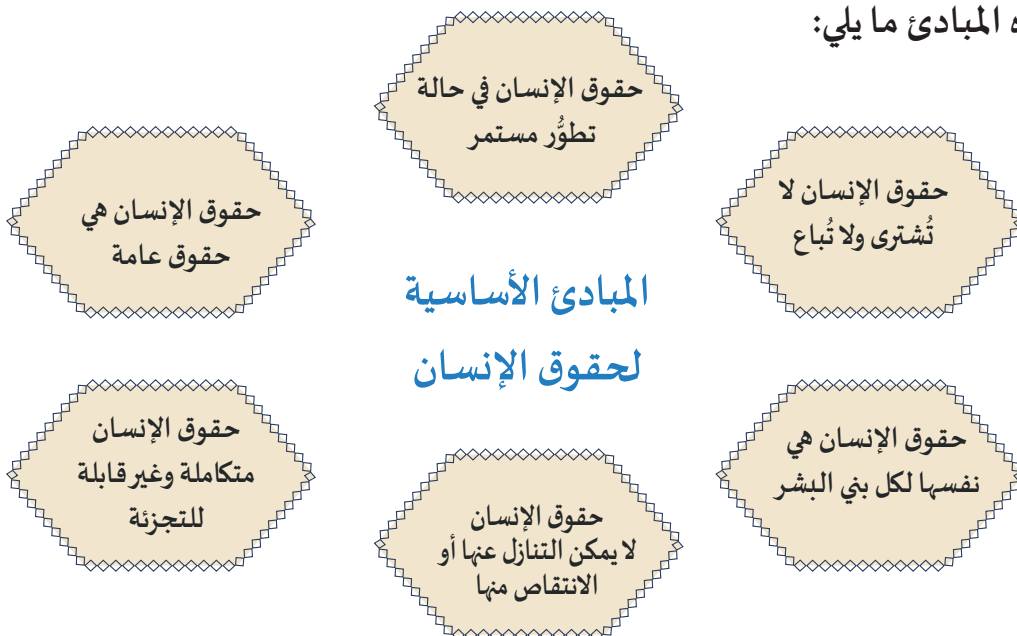 المبادئ ما يلي:
حقوق الإنسان في حالة
تطوُّر مستمر
حقوق الإنسان لا
تُشترى ولا تُباع
حقوق الإنسان هي
حقوق عامة
المبادئ الأساسية
لحقوق الإنسان
حقوق الإنسان هي
نفسها لكل بني البشر
حقوق الإنسان
متكاملة وغير قابلة
للتجزئة
حقوق الإنسان
لا يمكن التنازل عنها أو
الانتقاص منها